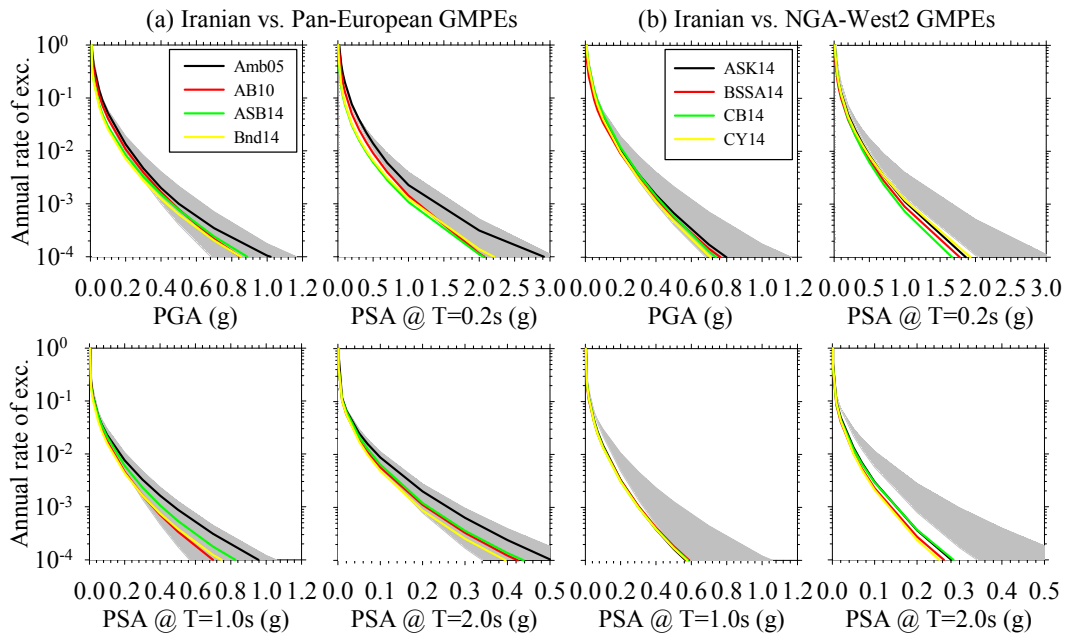 (a) Iranian vs. Pan-European GMPEs
(b) Iranian vs. NGA-West2 GMPEs
Annual rate of exc.
10^0
10^-1
10^-2
10^-3
10^-4
Amb05
AB10
ASB14
Bnd14
ASK14
BSSA14
CB14
CY14
0.0 0.2 0.4 0.6 0.8 1.0 1.2
PGA (g)
0.0 0.5 1.0 1.5 2.0 2.5 3.0
PSA @ T=0.2s (g)
0.0 0.2 0.4 0.6 0.8 1.0 1.2
PGA (g)
0.0 0.5 1.0 1.5 2.0 2.5 3.0
PSA @ T=0.2s (g)
Annual rate of exc.
10^0
10^-1
10^-2
10^-3
10^-4
0.0 0.2 0.4 0.6 0.8 1.0 1.2
PSA @ T=1.0s (g)
0.0 0.1 0.2 0.3 0.4 0.5
PSA @ T=2.0s (g)
0.0 0.2 0.4 0.6 0.8 1.0 1.2
PSA @ T=1.0s (g)
0.0 0.1 0.2 0.3 0.4 0.5
PSA @ T=2.0s (g)